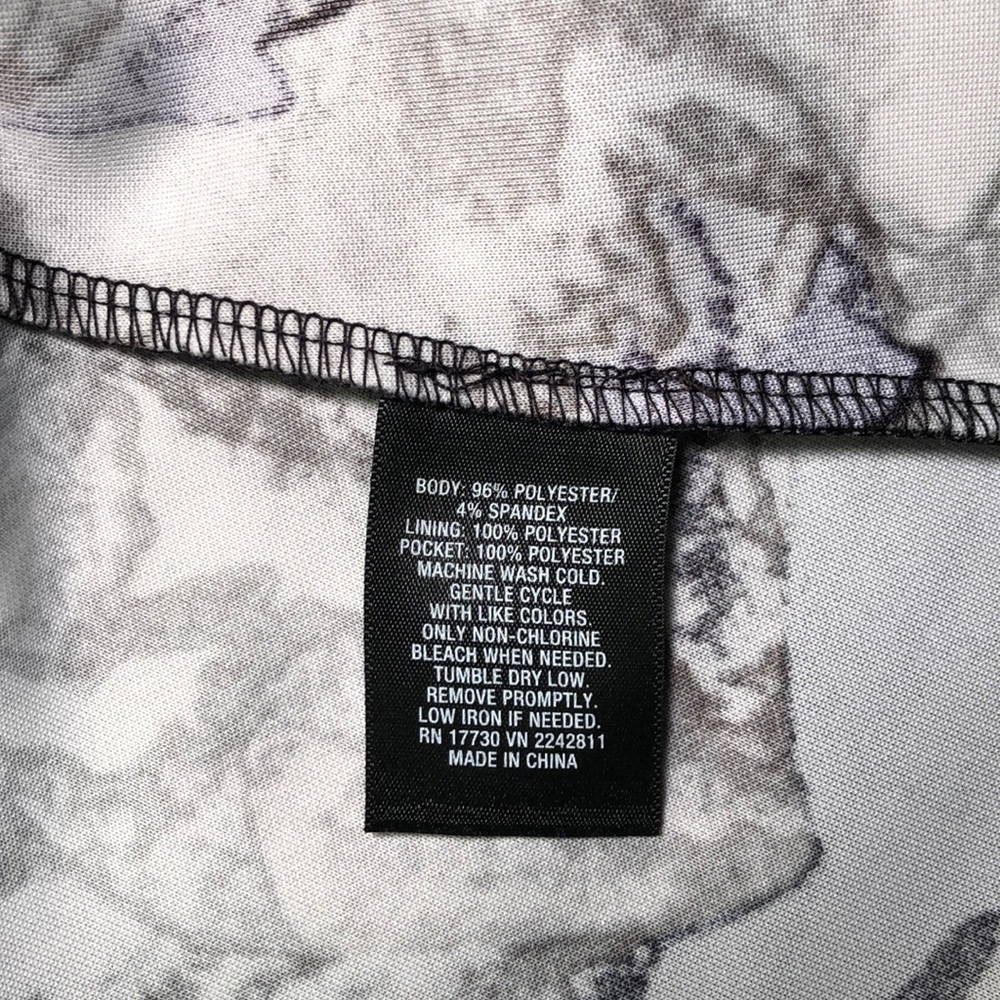 BODY: 96% POLYESTER/
4% SPANDEX
LINING: 100% POLYESTER
POCKET: 100% POLYESTER
MACHINE WASH COLD.
GENTLE CYCLE
WITH LIKE COLORS.
ONLY NON-CHLORINE
BLEACH WHEN NEEDED.
TUMBLE DRY LOW.
REMOVE PROMPTLY.
LOW IRON IF NEEDED.
RN 17730 VN 2242811
MADE IN CHINA